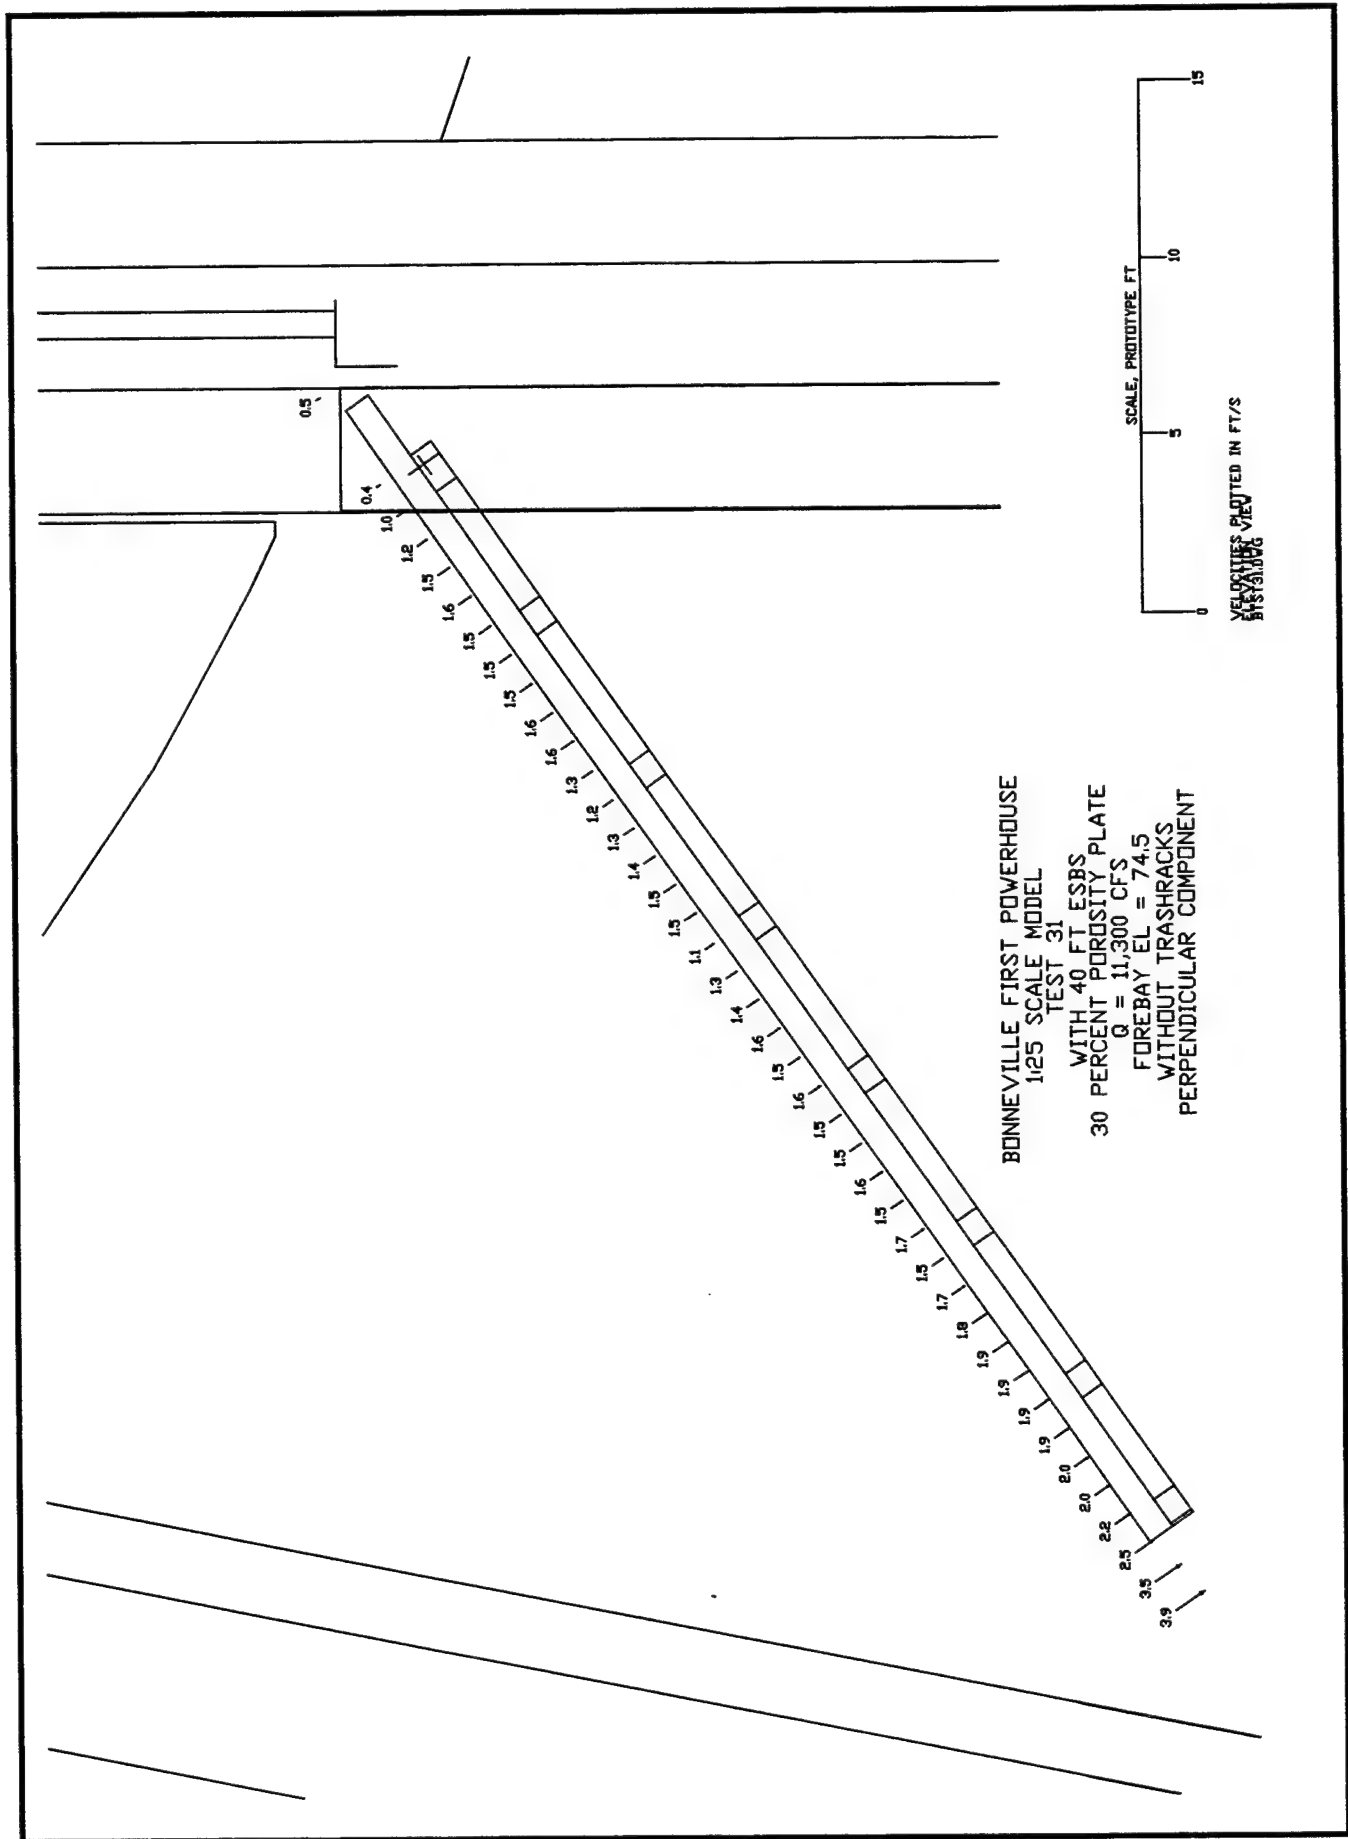 0.5
0.4
1.0
1.2
1.5
1.6
1.5
1.5
1.5
1.6
1.6
1.3
1.2
1.3
1.4
1.5
1.5
1.1
1.3
1.4
1.6
1.5
1.6
1.5
1.5
1.6
1.5
1.7
1.5
1.7
1.8
1.9
1.9
1.9
1.9
2.0
2.0
2.2
2.5
3.5
3.9
BONNEVILLE FIRST POWERHOUSE
1:25 SCALE MODEL
TEST 31
WITH 40 FT ESBS
30 PERCENT POROSITY PLATE
Q = 11,300 CFS
FOREBAY EL = 74.5
WITHOUT TRASHRACKS
PERPENDICULAR COMPONENT
SCALE, PROTOTYPE FT
0 5 10 15
VELOCITIES PLOTTED IN FT/S
ELEVATION VIEW
BTST31.DWG